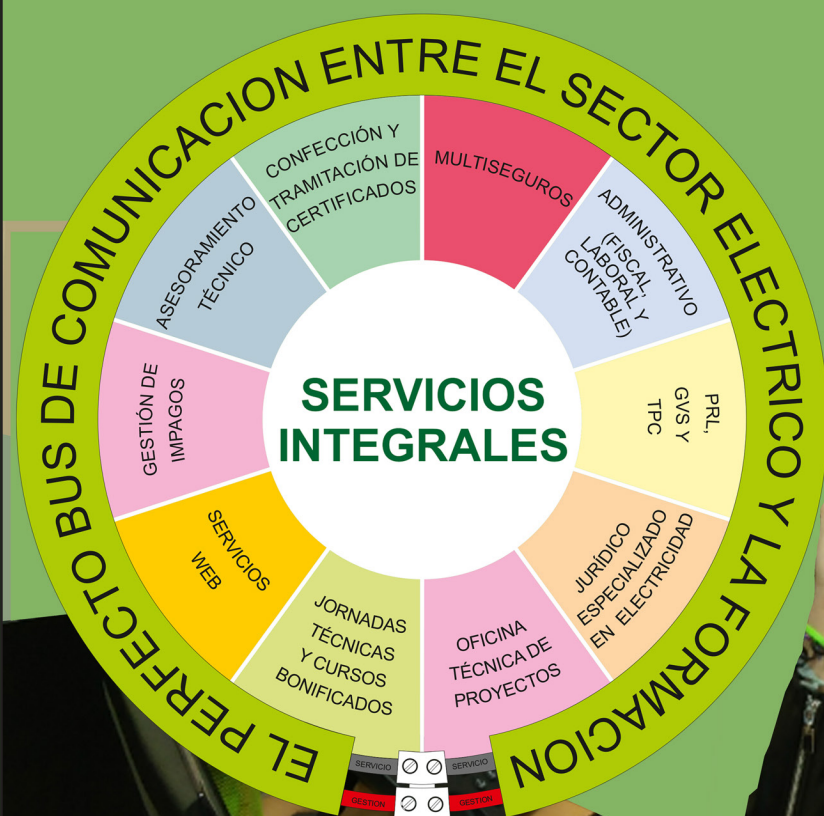 EL PERFECTO BUS DE COMUNICACION ENTRE EL SECTOR ELECTRICO Y LA FORMACION
SERVICIOS
INTEGRALES
MULTISEGUROS
ADMINISTRATIVO
(FISCAL,
LABORAL Y
CONTABLE)
PRL,
GVS Y
TPC
JURÍDICO
ESPECIALIZADO
EN ELECTRICIDAD
OFICINA
TÉCNICA DE
PROYECTOS
JORNADAS
TÉCNICAS
Y CURSOS
BONIFICADOS
SERVICIOS
WEB
GESTIÓN DE
IMPAGOS
ASESORAMIENTO
TÉCNICO
CONFECCIÓN Y
TRAMITACIÓN DE
CERTIFICADOS
SERVICIO
SERVICIO
GESTION
GESTIÓN